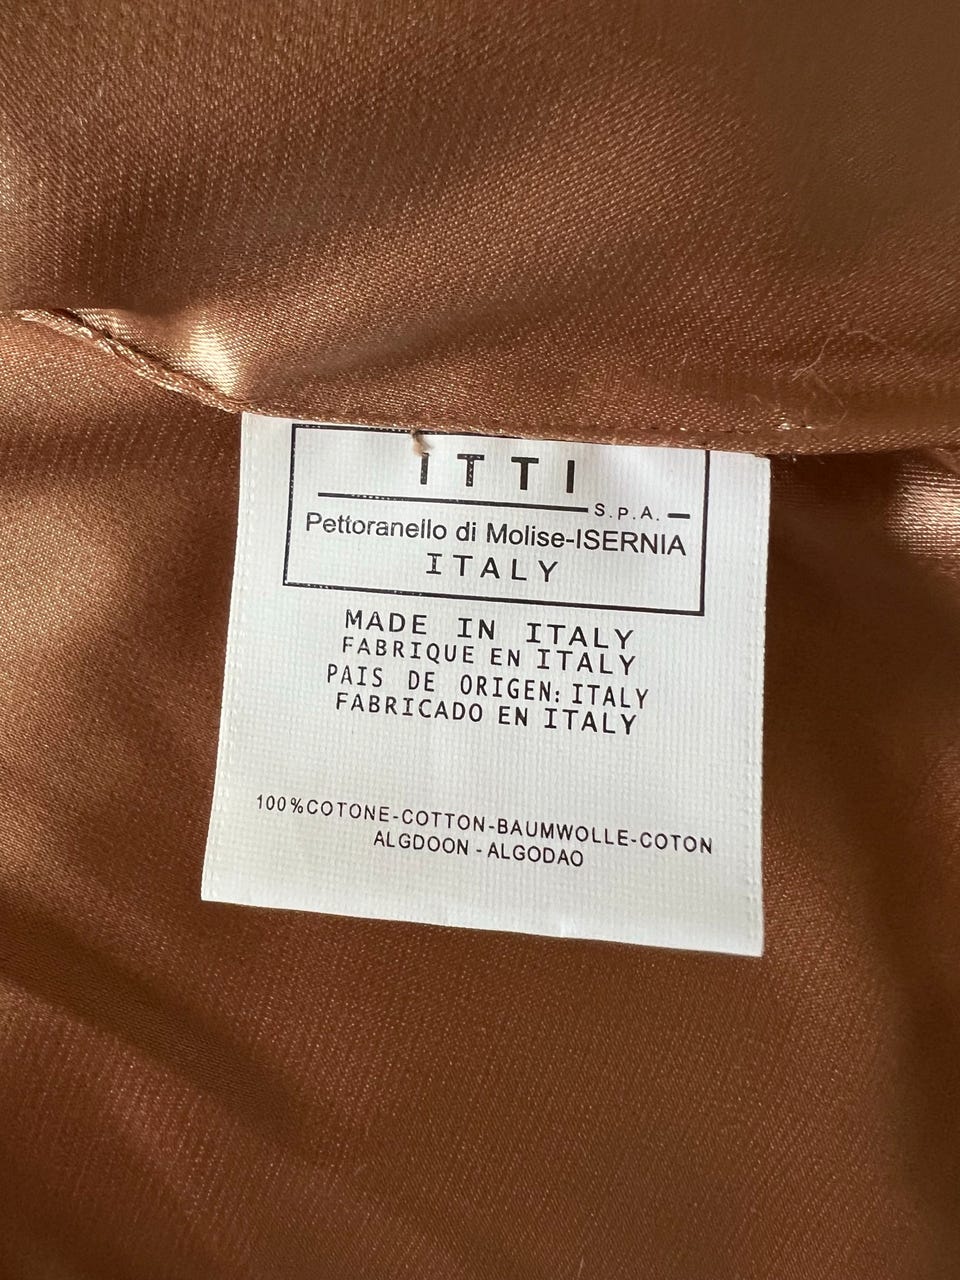 ITTI
S.P.A.
Pettoranello di Molise-ISERNIA
ITALY
MADE IN ITALY
FABRIQUE EN ITALY
PAIS DE ORIGEN: ITALY
FABRICADO EN ITALY
100%COTONE-COTTON-BAUMWOLLE-COTON
ALGDOON - ALGODAO